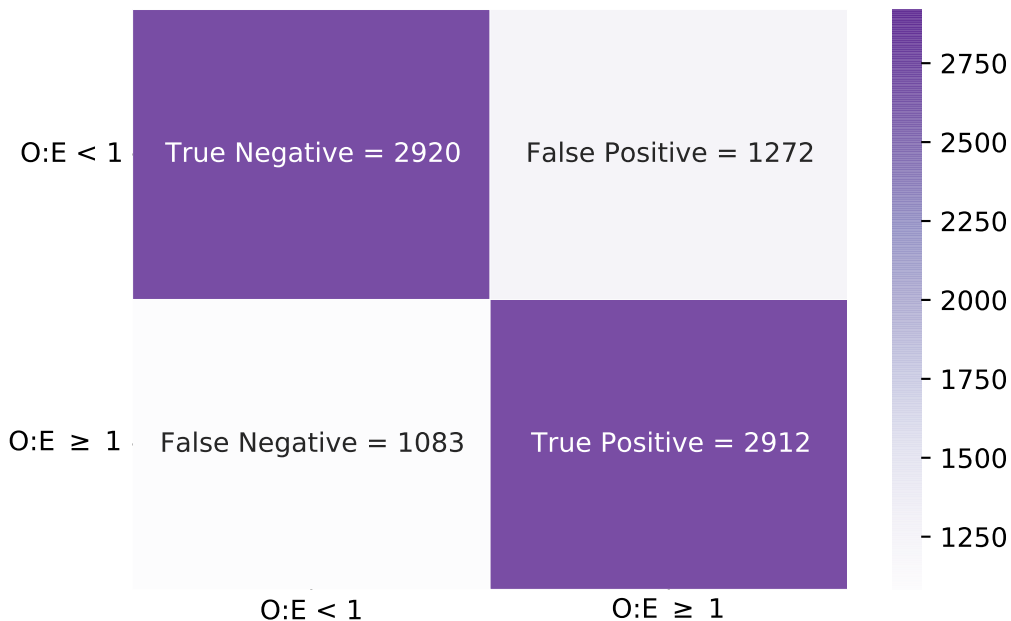 O:E < 1
True Negative = 2920
False Positive = 1272
O:E ≥ 1
False Negative = 1083
True Positive = 2912
O:E < 1
O:E ≥ 1
2750
2500
2250
2000
1750
1500
1250